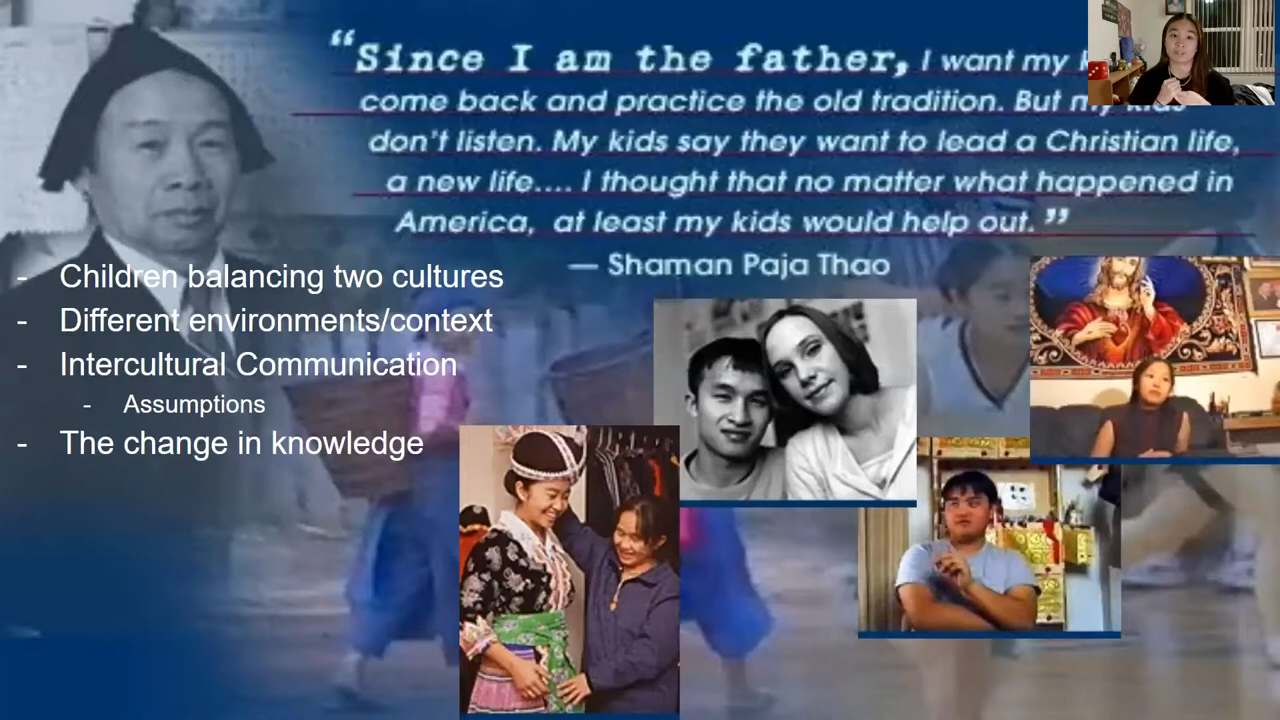 “Since I am the father, I want my
come back and practice the old tradition. But my kids
don't listen. My kids say they want to lead a Christian life,
a new life.... I thought that no matter what happened in
America, at least my kids would help out.”
— Shaman Paja Thao
- Children balancing two cultures
- Different environments/context
- Intercultural Communication
- Assumptions
- The change in knowledge